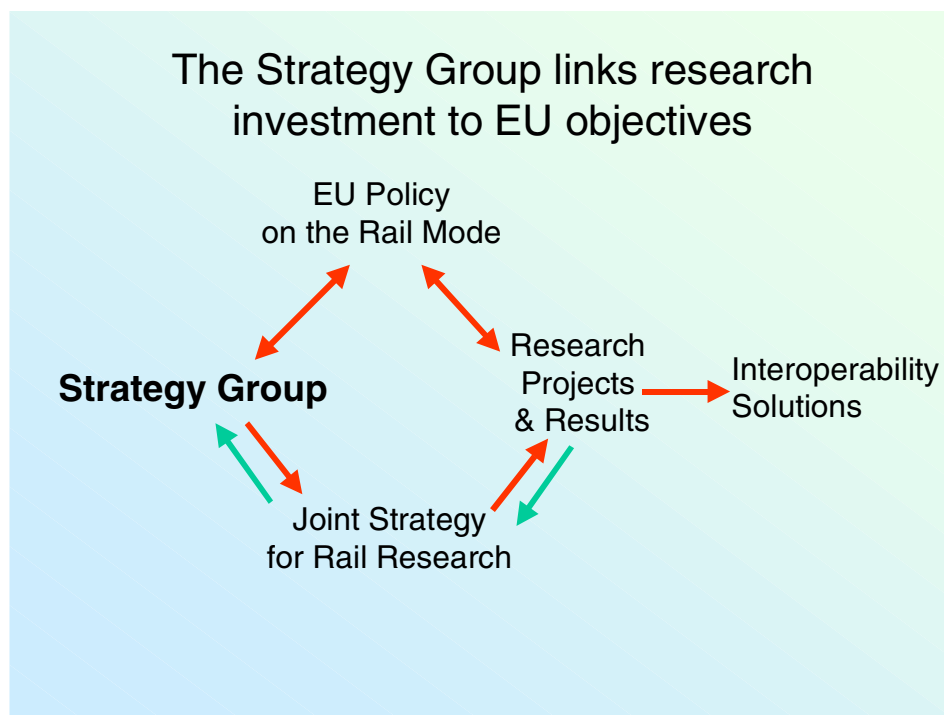 The Strategy Group links research
investment to EU objectives
EU Policy
on the Rail Mode
Strategy Group
Research
Projects
& Results
Interoperability
Solutions
Joint Strategy
for Rail Research